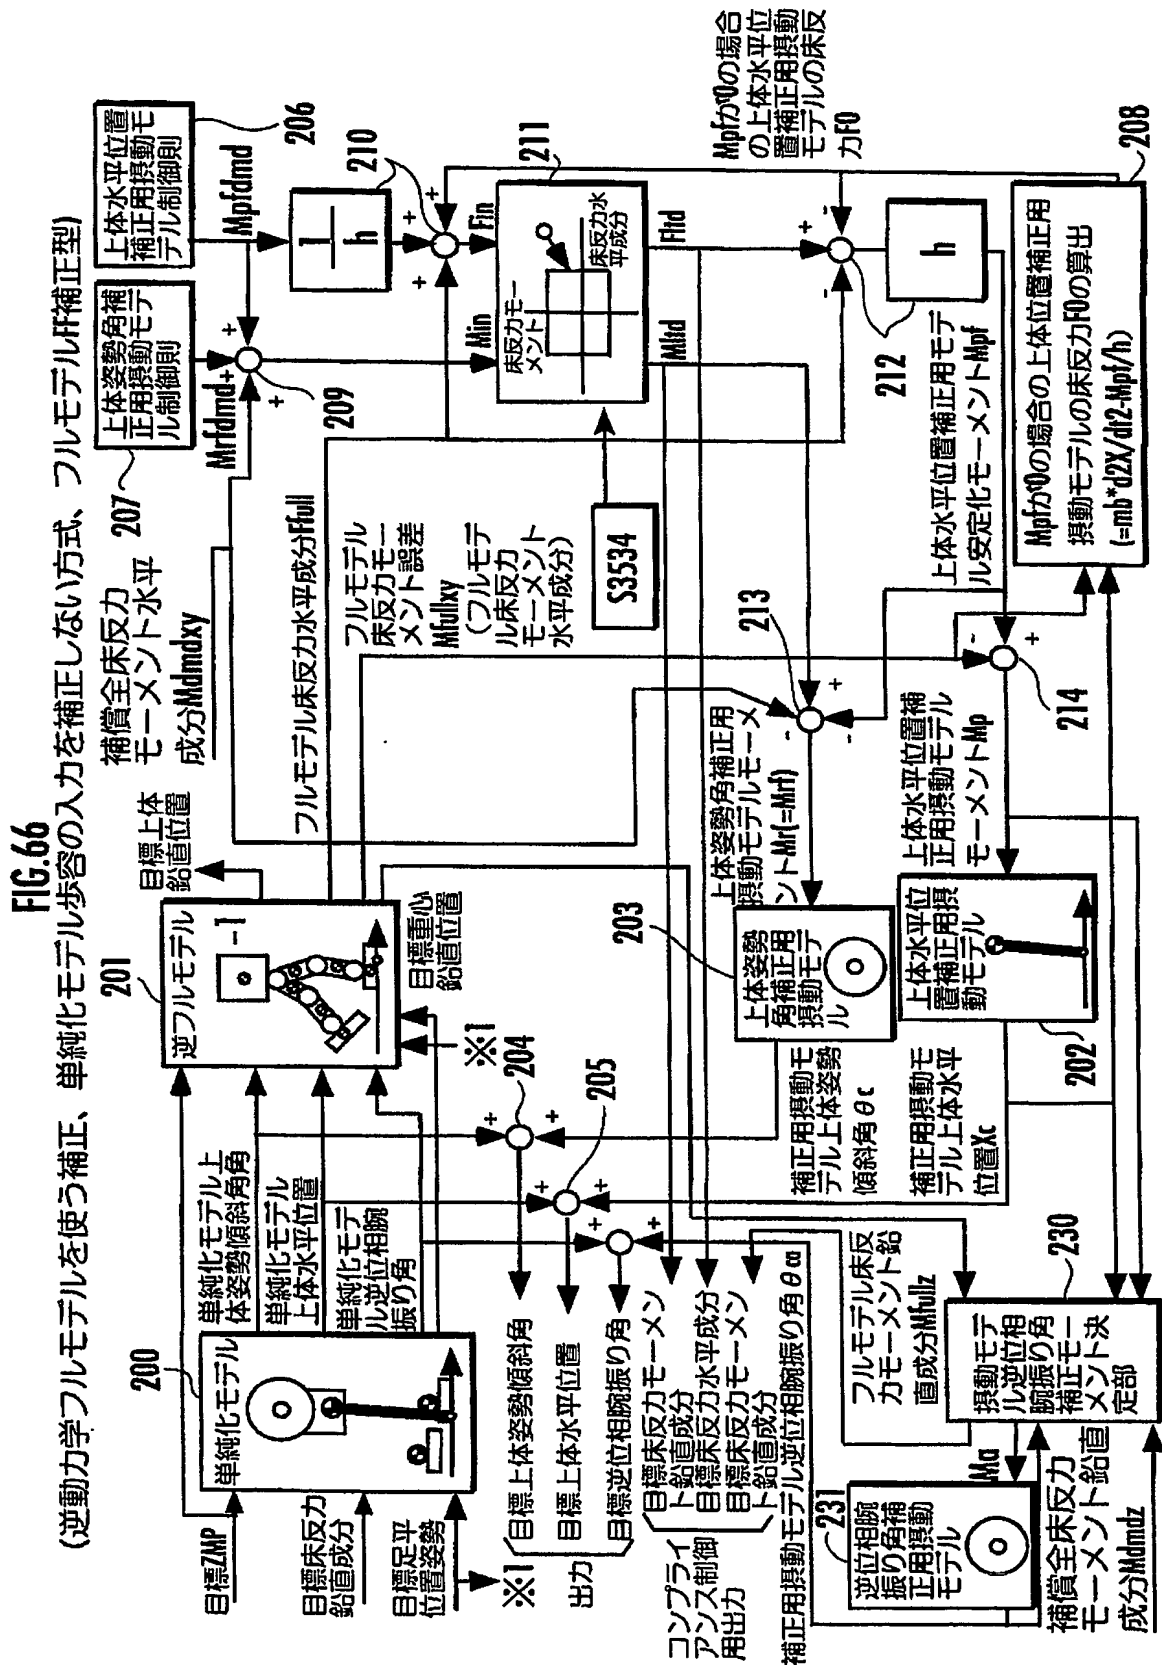 FIG.66
(逆動力学フルモデルを使う補正、単純化モデル歩容の入力を補正しない方式、フルモデルFF補正型)
目標ZMP
目標床反力
鉛直成分
目標足平
位置姿勢
※1
200
単純化モデル
単純化モデル上
体姿勢傾斜角角
単純化モデル
上体水平位置
単純化モデ
ル逆位相腕
振り角
201
逆フルモデル
-1
目標上体
鉛直位置
目標重心
鉛直位置
※1
補償全床反力
モーメント水平
成分Mdmdxy
フルモデル床反力水平成分Ffull
フルモデル
床反力モー
メント誤差
Mfullxy
(フルモデ
ル床反力
モーメント
水平成分)
207
上体姿勢角補
正用摂動モデ
ル制御則
Mrfdmd
+
+
+
209
上体水平位置
補正用摂動モ
デル制御則
206
Mpfdmd
1
h
210
+
+
+
Min
Fin
211
床反力モー
メント
床反力水
平成分
S3534
Mltd
Fltd
Mpfが0の場合
の上体水平位
置補正用摂動
モデルの床反
力F0
+
-
-
h
212
上体水平位置補正用モデ
ル安定化モーメントMpf
208
Mpfが0の場合の上体位置補正用
摂動モデルの床反力F0の算出
(=mb*d2X/dt2-Mpf/h)
213
+
-
-
214
+
-
上体姿勢角補正用
摂動モデルモーメ
ントMr(=Mrf)
上体水平位置補
正用摂動モデル
モーメントMp
203
上体姿勢
角補正用
摂動モデ
ル
上体水平位
置補正用摂
動モデル
202
補正用摂動モ
デル上体姿勢
傾斜角θc
補正用摂動モ
デル上体水平
位置Xc
204
+
+
205
+
+
+
+
目標上体姿勢傾斜角
目標上体水平位置
目標逆位相腕振り角
出力
目標床反力モーメン
ト鉛直成分
目標床反力水平成分
目標床反力モーメン
ト鉛直成分
コンプライ
アンス制御
用出力
補正用摂動モデル逆位相腕振り角θca
フルモデル床反
力モーメント鉛
直成分Mfullz
230
摂動モデ
ル逆位相
腕振り角
補正モー
メント決
定部
Ma
231
逆位相腕
振り角補
正用摂動
モデル
補償全床反力
モーメント鉛直
成分Mdmdz